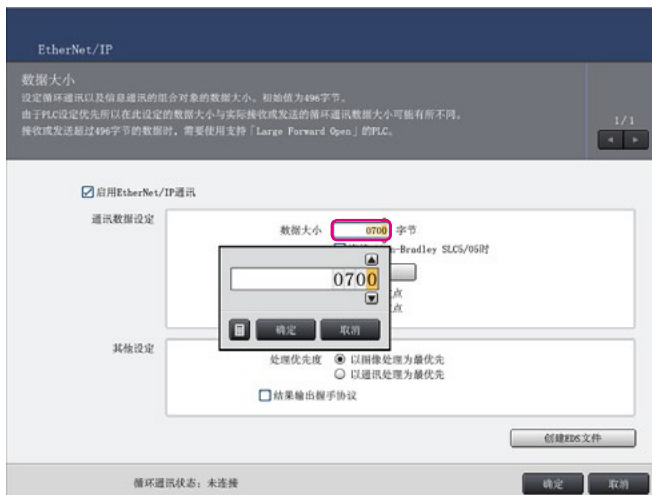 EtherNet/IP
数据大小
设定循环通讯以及信息通讯的组合对象的数据大小。初始值为496字节。
由于PLC设定优先所以在此设定的数据大小与实际接收或发送的循环通讯数据大小可能有所不同。
接收或发送超过496字节的数据时，需要使用支持「Large Forward Open」的PLC。
1/1
启用EtherNet/IP通讯
通讯数据设定
数据大小 0700 字节
n-Bradley SLC5/05时
0700
点
点
确定 取消
其他设定
处理优先度 以图像处理为最优先
以通讯处理为最优先
结果输出握手协议
创建EDS文件
循环通讯状态：未连接
确定 取消